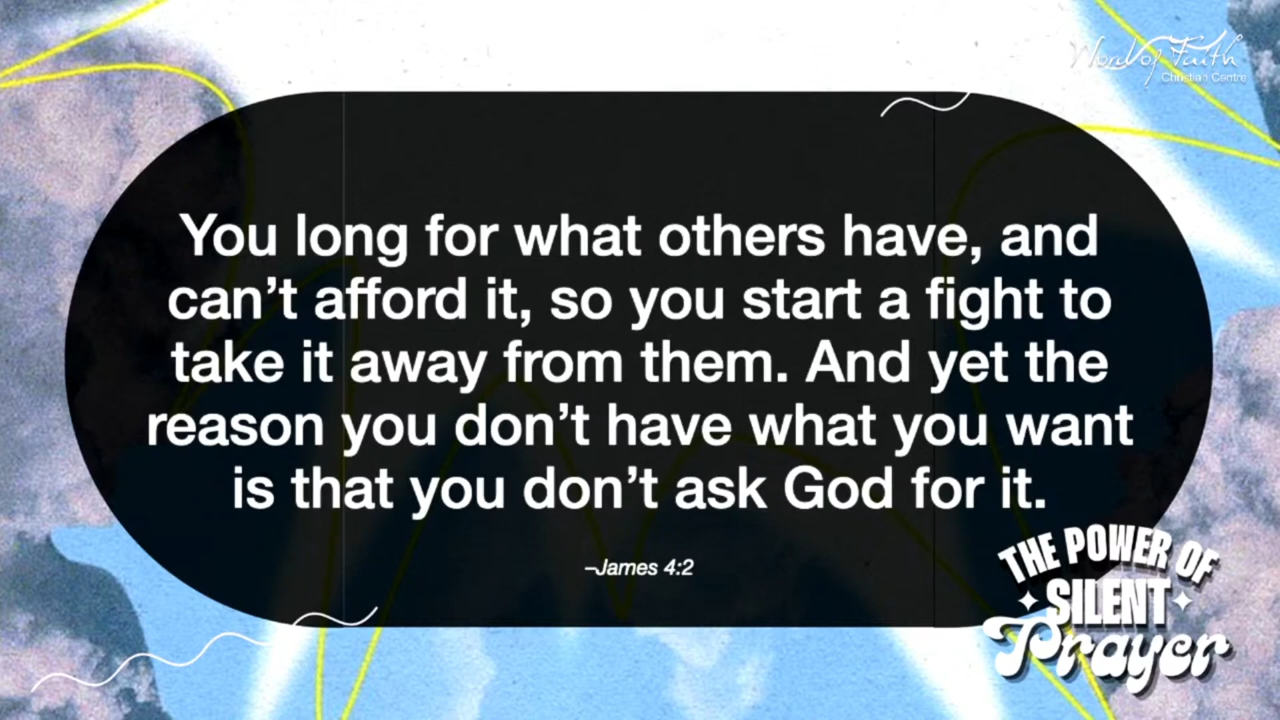 Word of Faith
Christian Centre
You long for what others have, and
can’t afford it, so you start a fight to
take it away from them. And yet the
reason you don’t have what you want
is that you don’t ask God for it.
–James 4:2
THE POWER OF
SILENT
Prayer